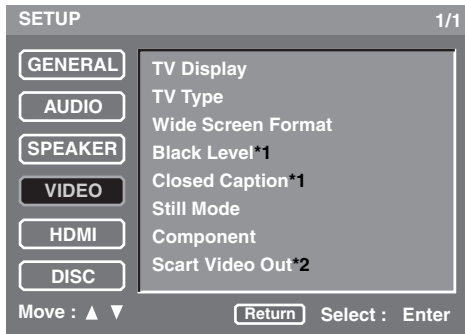 SETUP 1/1
GENERAL
AUDIO
SPEAKER
VIDEO
HDMI
DISC
TV Display
TV Type
Wide Screen Format
Black Level*1
Closed Caption*1
Still Mode
Component
Scart Video Out*2
Move : ▲ ▼ Return Select : Enter